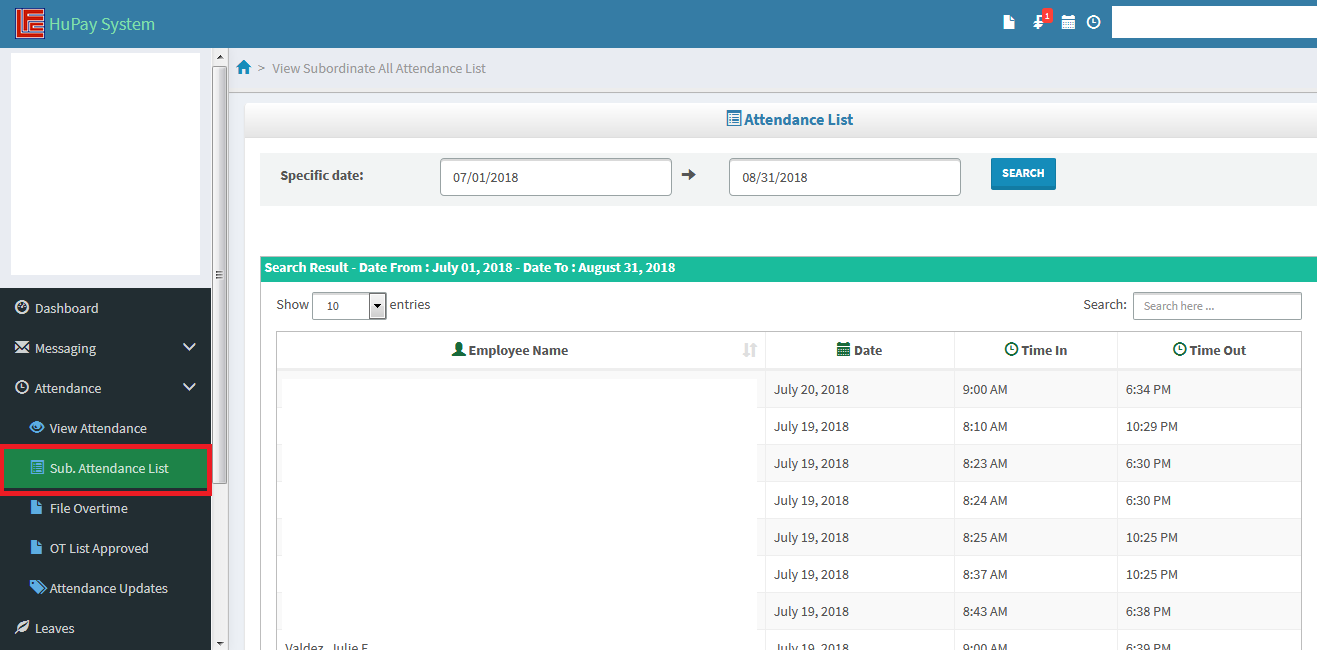 HuPay System
1
> View Subordinate All Attendance List
Attendance List
Specific date:
07/01/2018
08/31/2018
SEARCH
Search Result - Date From : July 01, 2018 - Date To : August 31, 2018
Show 10 entries
Search: Search here ...
Employee Name Date Time In Time Out
July 20, 2018 9:00 AM 6:34 PM
July 19, 2018 8:10 AM 10:29 PM
July 19, 2018 8:23 AM 6:30 PM
July 19, 2018 8:24 AM 6:30 PM
July 19, 2018 8:25 AM 10:25 PM
July 19, 2018 8:37 AM 10:25 PM
July 19, 2018 8:43 AM 6:38 PM
Valdez, Julie F July 19, 2018 9:00 AM 6:39 PM
Dashboard
Messaging
Attendance
View Attendance
Sub. Attendance List
File Overtime
OT List Approved
Attendance Updates
Leaves